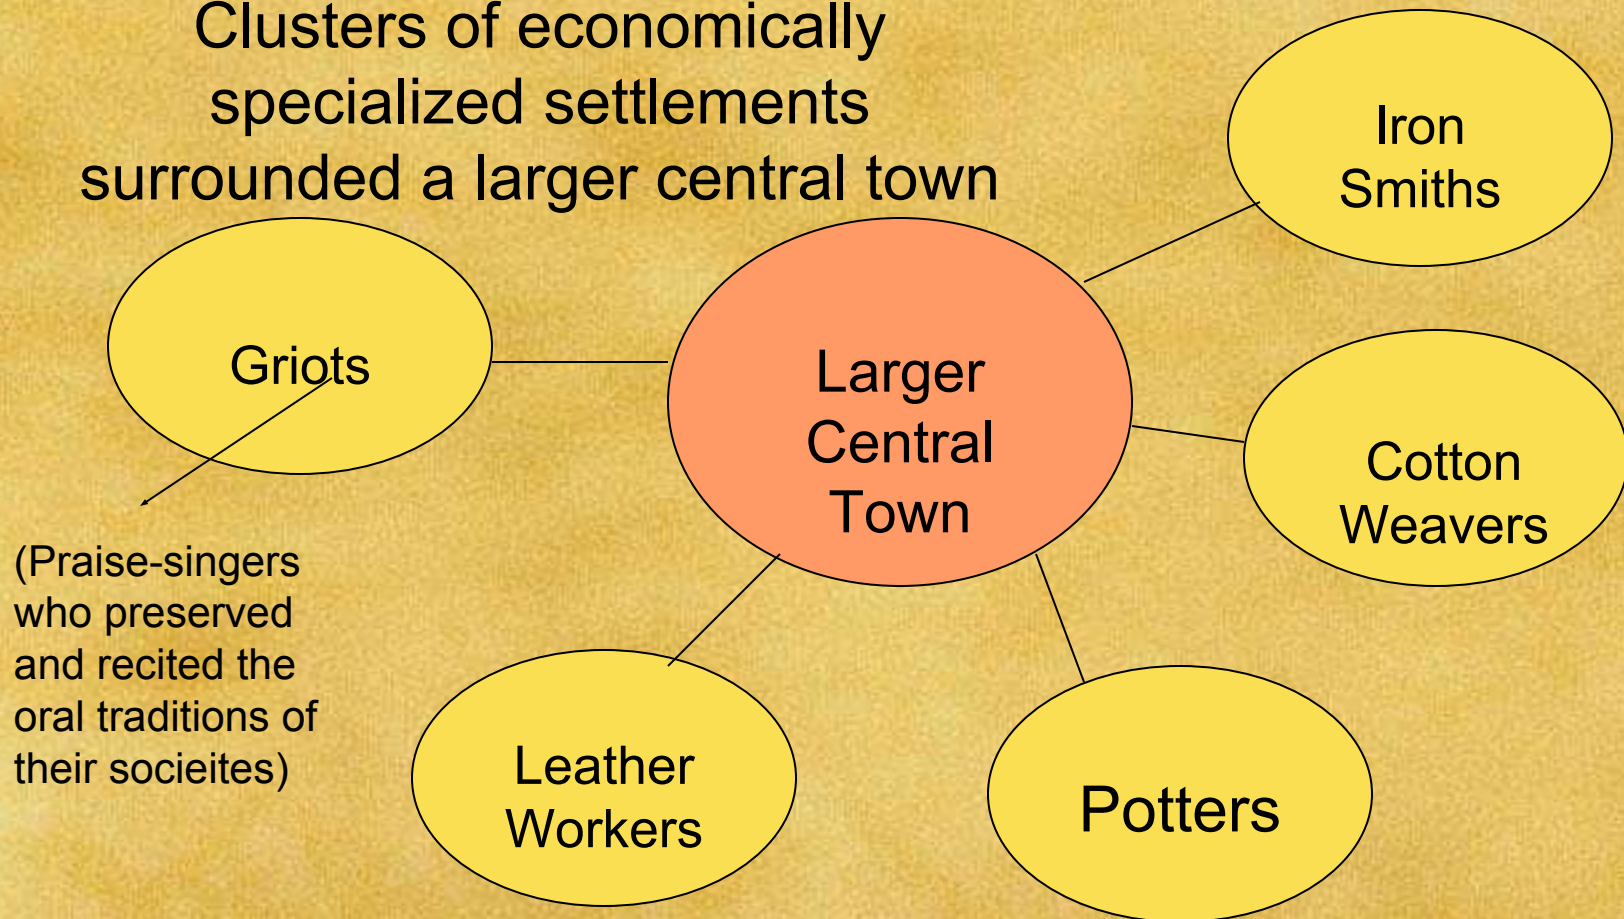 Clusters of economically
specialized settlements
surrounded a larger central town
Iron
Smiths
Griots
Larger
Central
Town
Cotton
Weavers
(Praise-singers
who preserved
and recited the
oral traditions of
their socieites)
Leather
Workers
Potters